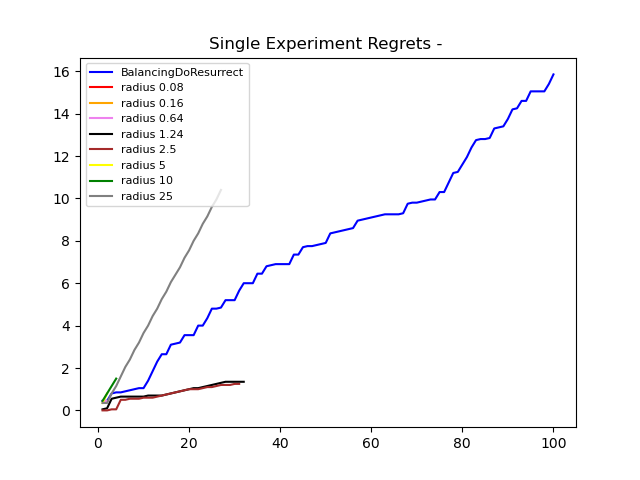 Single Experiment Regrets -
BalancingDoResurrect
radius 0.08
radius 0.16
radius 0.64
radius 1.24
radius 2.5
radius 5
radius 10
radius 25
16
14
12
10
8
6
4
2
0
0 20 40 60 80 100